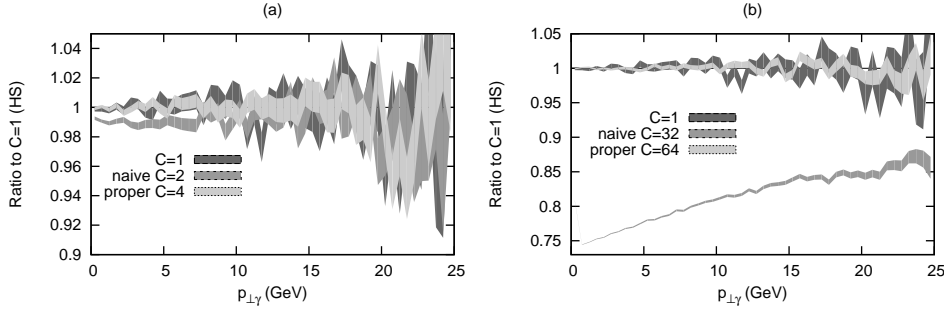 (a)
Ratio to C=1 (HS)
1.04
1.02
1
0.98
0.96
0.94
0.92
0.9
C=1
naive C=2
proper C=4
0 5 10 15 20 25
p⊥γ (GeV)
(b)
Ratio to C=1 (HS)
1.05
1
0.95
0.9
0.85
0.8
0.75
C=1
naive C=32
proper C=64
0 5 10 15 20 25
p⊥γ (GeV)